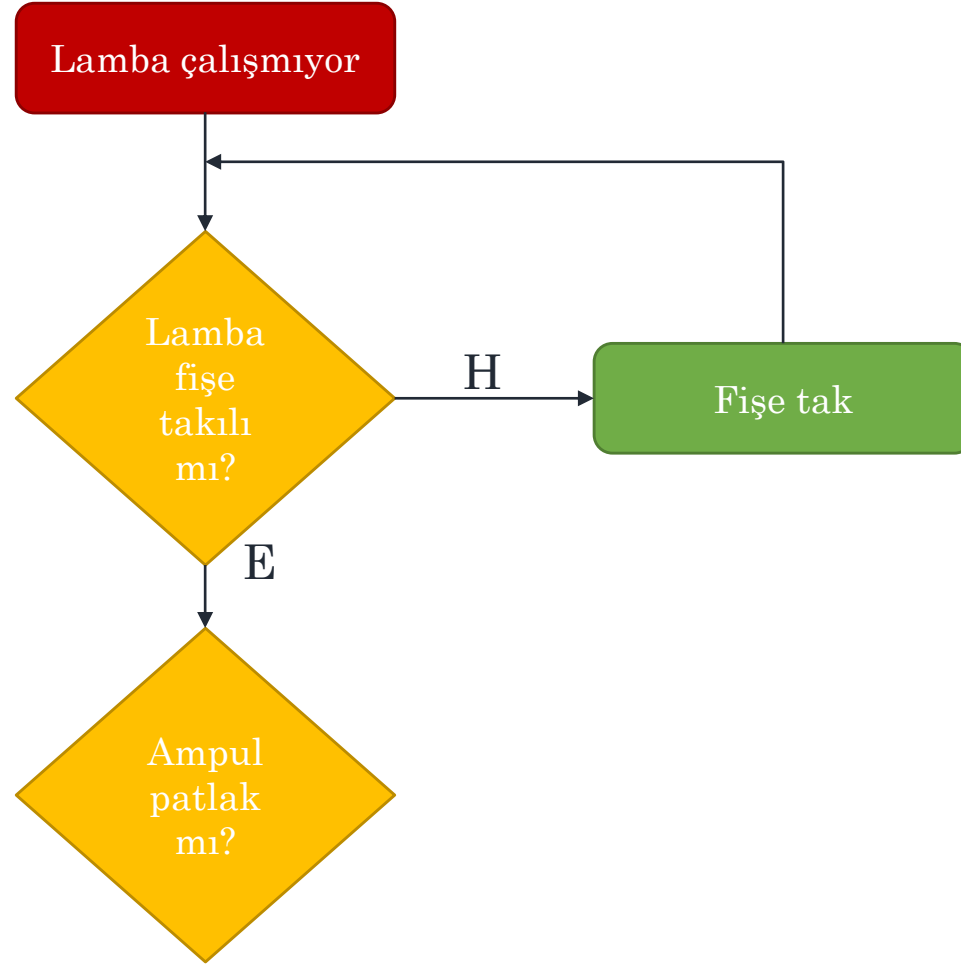 Lamba çalışmıyor
Lamba
fişe
takılı
mı?
H
Fişe tak
E
Ampul
patlak
mı?